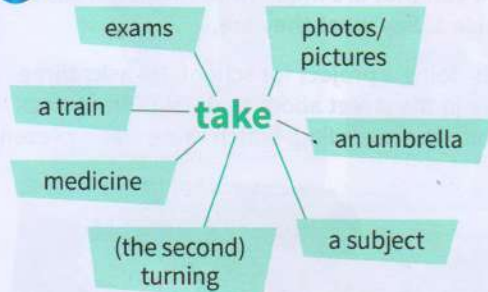 exams
photos/
pictures
a train
take
an umbrella
medicine
(the second)
turning
a subject